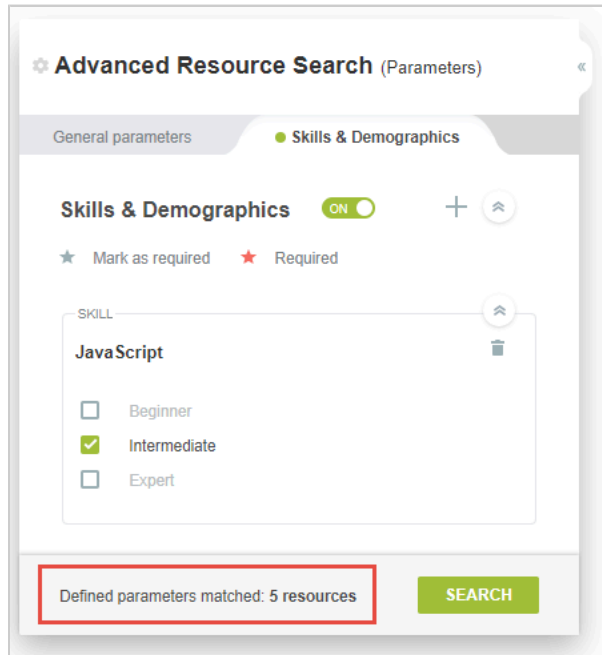 Advanced Resource Search (Parameters)
«
General parameters
Skills & Demographics
Skills & Demographics ON
Mark as required
Required
SKILL
JavaScript
Beginner
Intermediate
Expert
Defined parameters matched: 5 resources
SEARCH